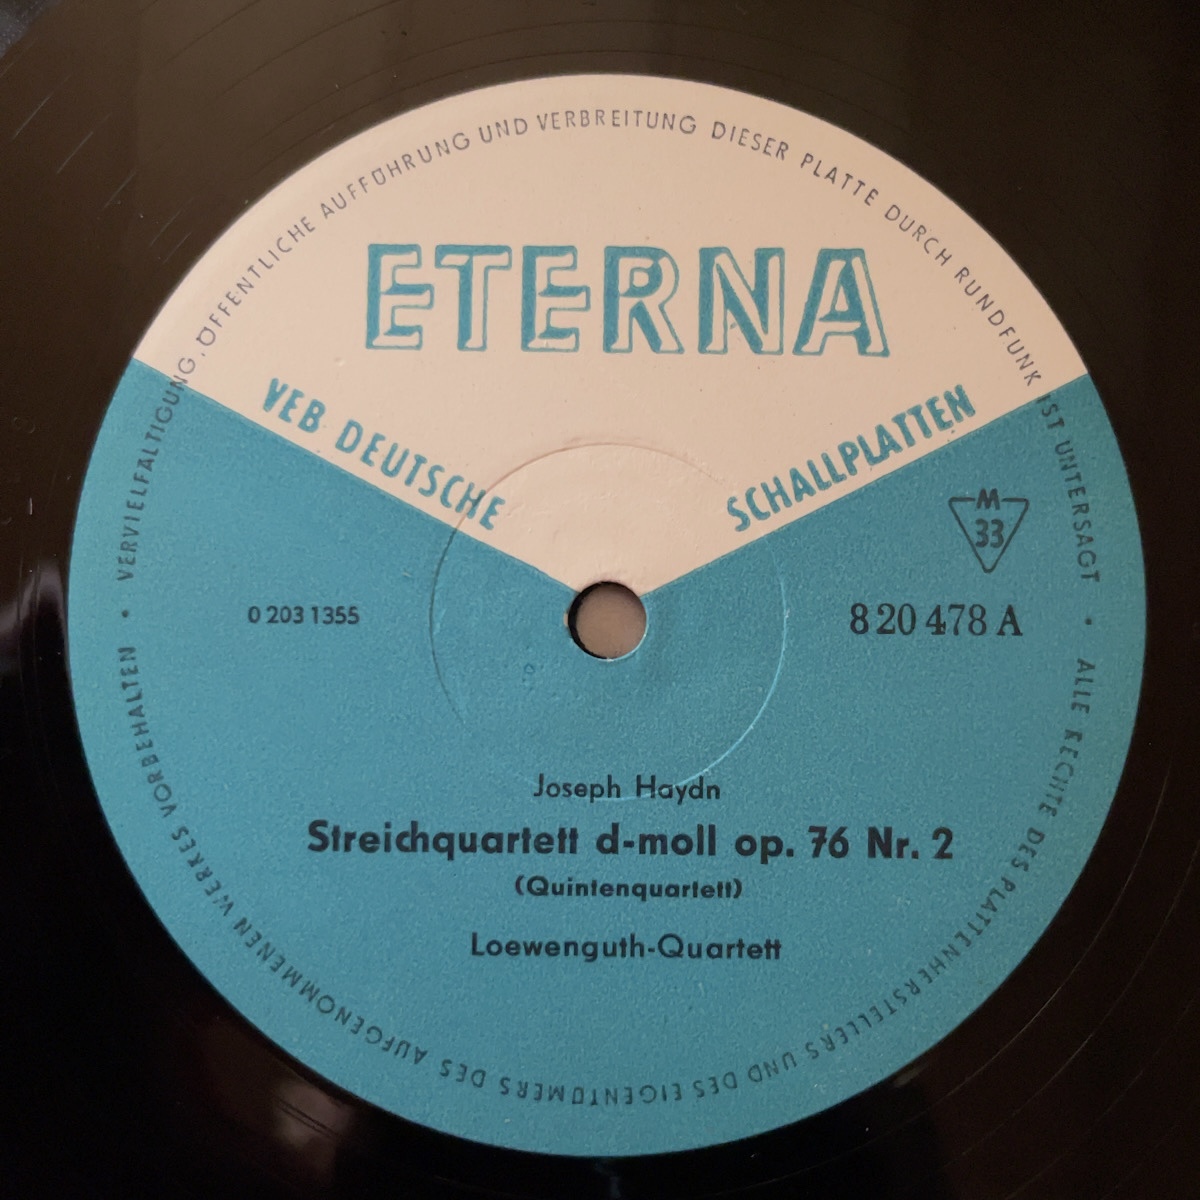 VERVIELFÄLTIGUNG, ÖFFENTLICHE AUFFÜHRUNG UND VERBREITUNG DIESER PLATTE DURCH RUNDFUNK IST UNTERSAGT •
ETERNA
VEB DEUTSCHE SCHALLPLATTEN
M
33
0 203 1355
8 20 478 A
Joseph Haydn
Streichquartett d-moll op. 76 Nr. 2
(Quintenquartett)
Loewenguth-Quartett
ALLE RECHTE DES PLATTENHERSTELLERS UND DES EIGENTÜMERS DES AUFGENOMMENEN WERKES VORBEHALTEN •